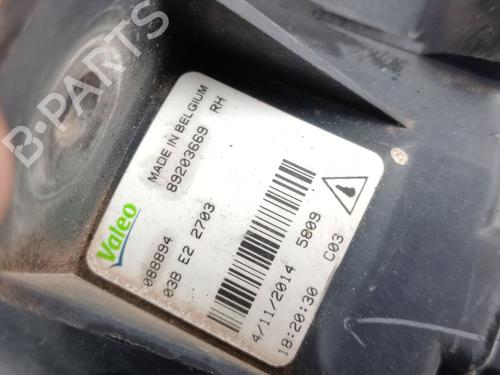 B-PARTS
Valeo
MADE IN BELGIUM
89203669 RH
088894
03B E2 2703
4/11/2014 5809
18:20:30 C03